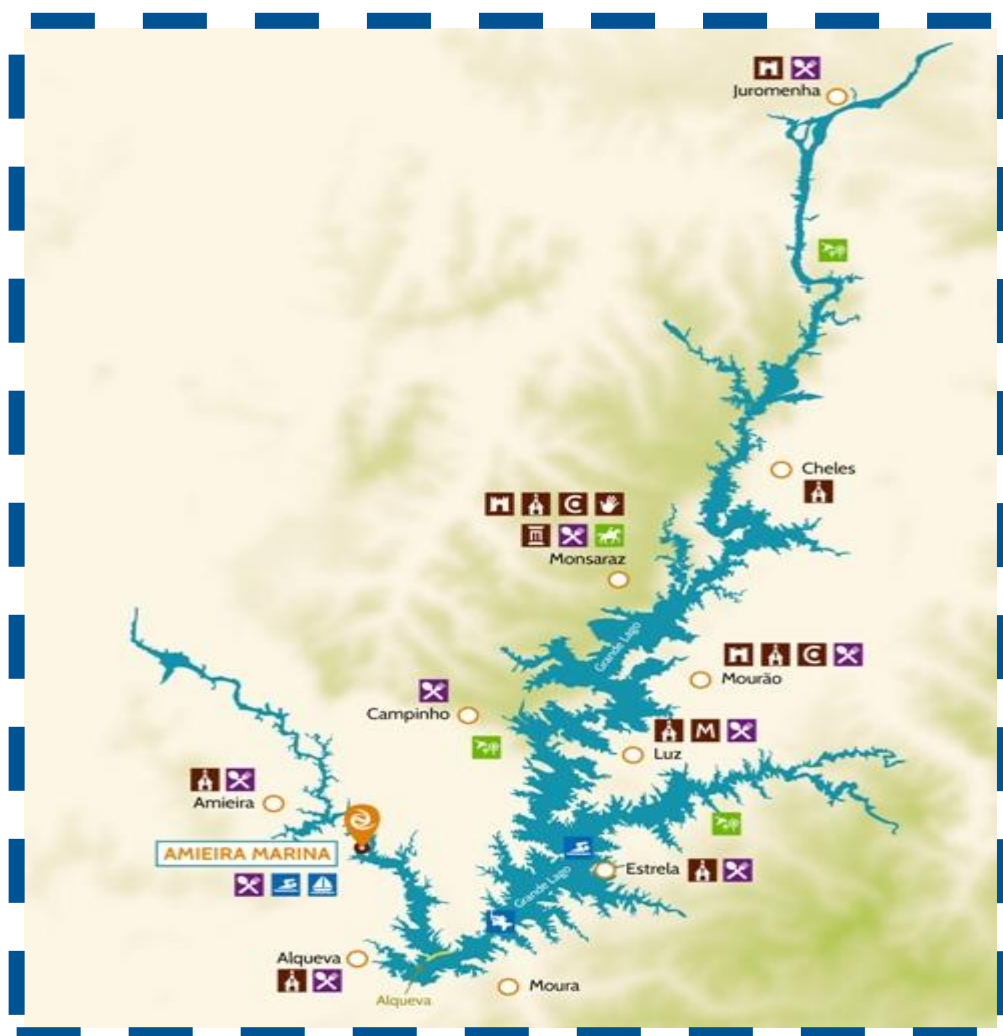 Juromenha
Cheles
Monsaraz
Grande Lago
Mourão
Campinho
Luz
Amieira
AMIEIRA MARINA
Estrela
Grande Lago
Alqueva
Moura
Alqueva
M